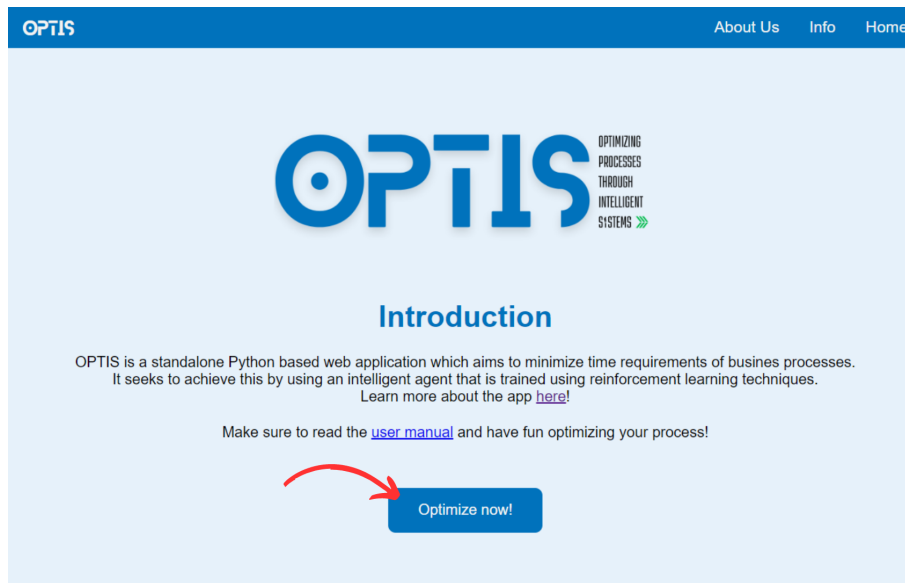 OPTIS
About Us Info Home
OPTIS
OPTIMIZING
PROCESSES
THROUGH
INTELLIGENT
SYSTEMS
Introduction
OPTIS is a standalone Python based web application which aims to minimize time requirements of busines processes.
It seeks to achieve this by using an intelligent agent that is trained using reinforcement learning techniques.
Learn more about the app here!
Make sure to read the user manual and have fun optimizing your process!
Optimize now!